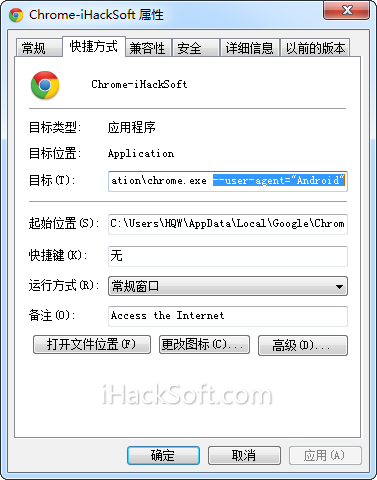 Chrome-iHackSoft 属性
常规 快捷方式 兼容性 安全 详细信息 以前的版本
Chrome-iHackSoft
目标类型: 应用程序
目标位置: Application
目标(T): ation\chrome.exe --user-agent="Android"
起始位置(S): C:\Users\HQW\AppData\Local\Google\Chrom
快捷键(K): 无
运行方式(R): 常规窗口
备注(O): Access the Internet
打开文件位置(F) 更改图标(C)... 高级(D)...
iHackSoft.com
确定 取消 应用(A)